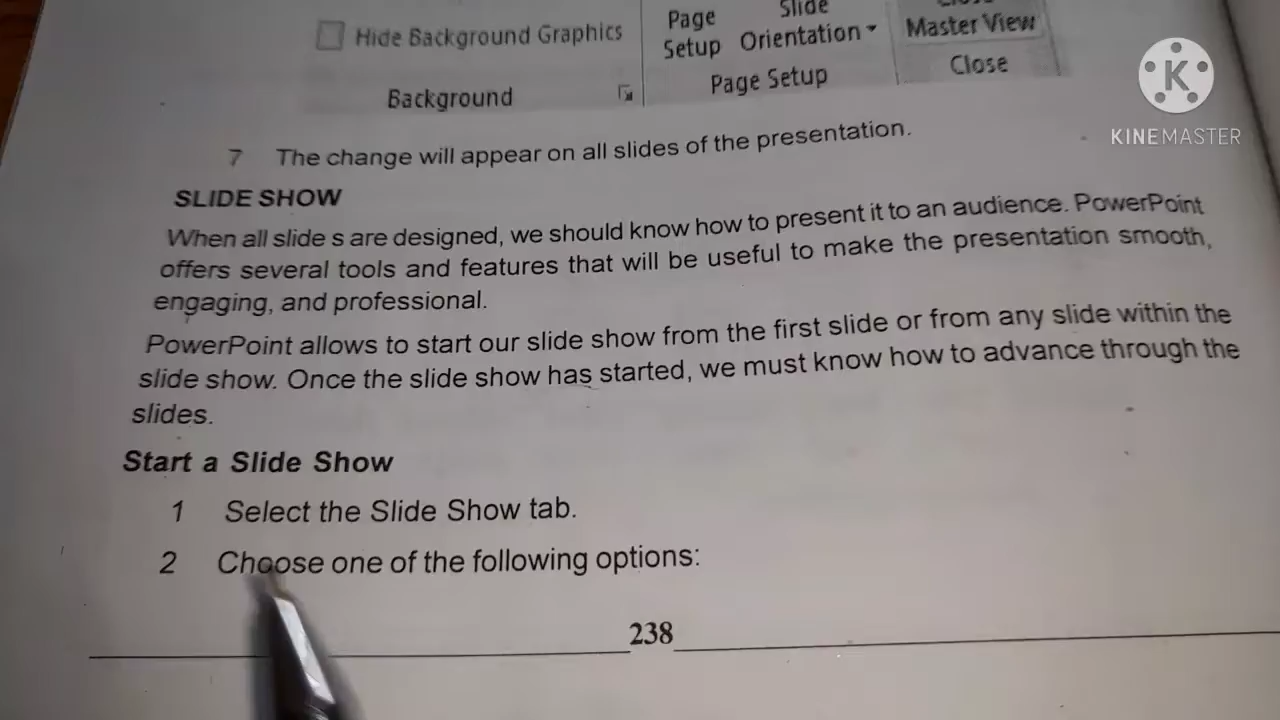 Slide
Hide Background Graphics
Page Setup
Orientation
Master View
Background
Page Setup
Close
K
KINEMASTER
7 The change will appear on all slides of the presentation.
SLIDE SHOW
When all slide s are designed, we should know how to present it to an audience. PowerPoint
offers several tools and features that will be useful to make the presentation smooth,
engaging, and professional.
PowerPoint allows to start our slide show from the first slide or from any slide within the
slide show. Once the slide show has started, we must know how to advance through the
slides.
Start a Slide Show
1 Select the Slide Show tab.
2 Choose one of the following options:
238